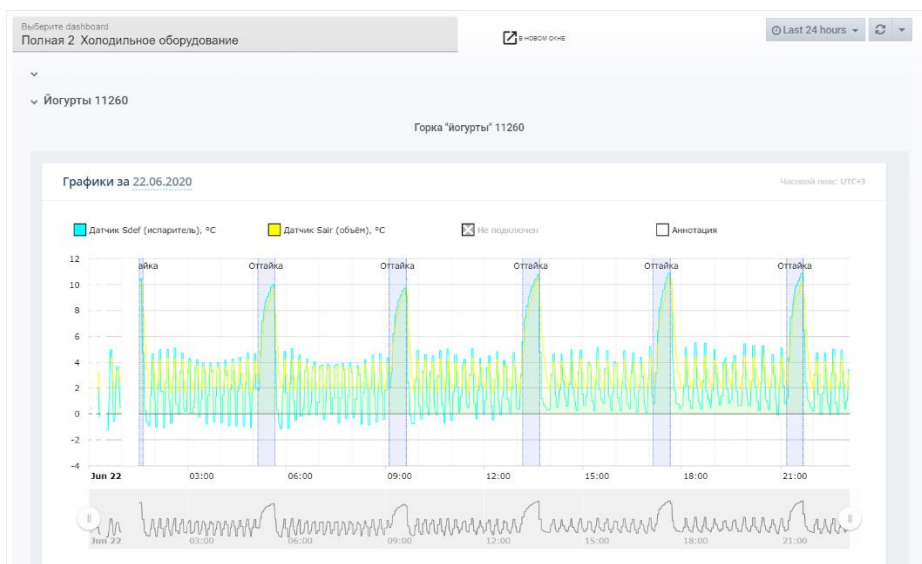 Выберите dashboard
Полная 2 Холодильное оборудование
В НОВОМ ОКНЕ
Last 24 hours
Йогурты 11260
Горка "йогурты" 11260
Графики за 22.06.2020
Часовой пояс: UTC+3
Датчик Sdef (испаритель), °C
Датчик Sair (объём), °C
Не подключен
Аннотация
айка Оттайка Оттайка Оттайка Оттайка Оттайка
12
10
8
6
4
2
0
-2
-4
Jun 22 03:00 06:00 09:00 12:00 15:00 18:00 21:00
Jun 22 03:00 06:00 09:00 12:00 15:00 18:00 21:00